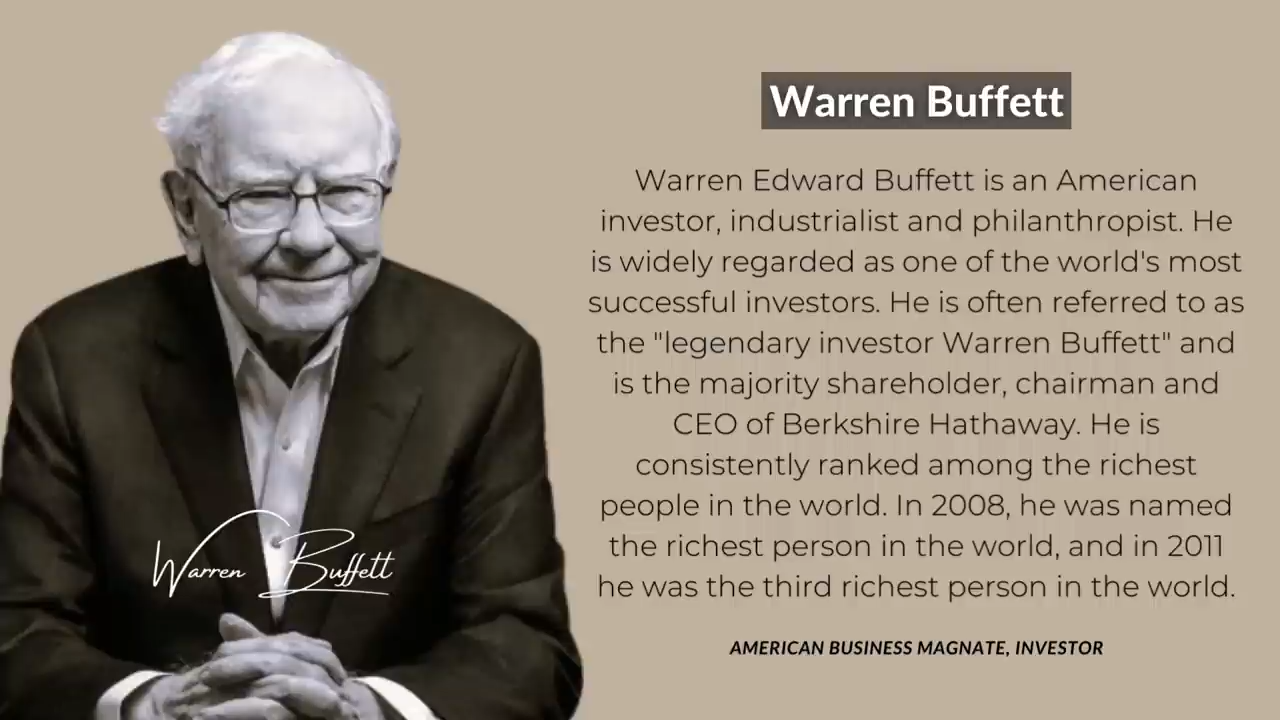 Warren Buffett
Warren Edward Buffett is an American
investor, industrialist and philanthropist. He
is widely regarded as one of the world's most
successful investors. He is often referred to as
the "legendary investor Warren Buffett" and
is the majority shareholder, chairman and
CEO of Berkshire Hathaway. He is
consistently ranked among the richest
people in the world. In 2008, he was named
the richest person in the world, and in 2011
he was the third richest person in the world.
AMERICAN BUSINESS MAGNATE, INVESTOR
Warren Buffett